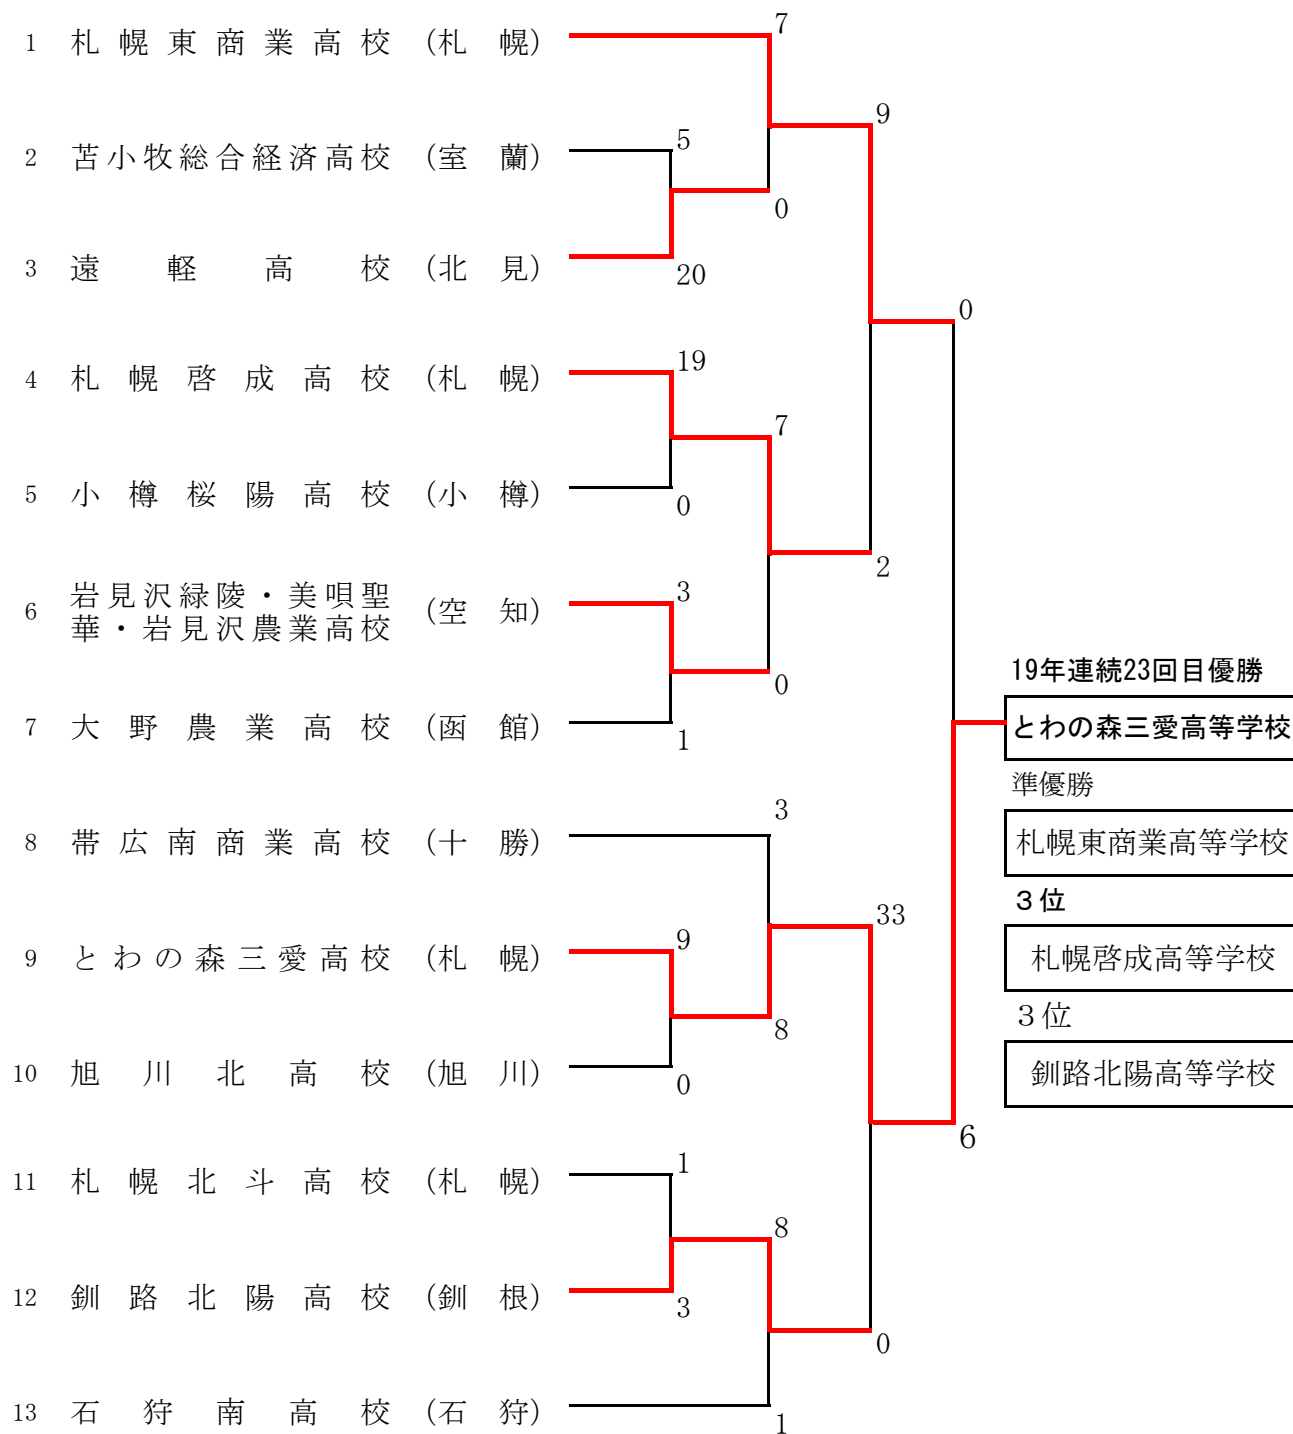 1 札幌東商業高校 (札 幌)
7
9
2 苫小牧総合経済高校 (室 蘭)
5
0
3 遠軽高校 (北 見)
20
0
4 札幌啓成高校 (札 幌)
19
7
5 小樽桜陽高校 (小 樽)
0
2
6 岩見沢緑陵・美唄聖
華・岩見沢農業高校 (空 知)
3
0
7 大野農業高校 (函 館)
1
19年連続23回目優勝
とわの森三愛高等学校
準優勝
札幌東商業高等学校
3位
札幌啓成高等学校
3位
釧路北陽高等学校
8 帯広南商業高校 (十 勝)
3
33
9 とわの森三愛高校 (札 幌)
9
8
10 旭川北高校 (旭 川)
0
6
11 札幌北斗高校 (札 幌)
1
8
12 釧路北陽高校 (釧 根)
3
0
13 石狩南高校 (石 狩)
1